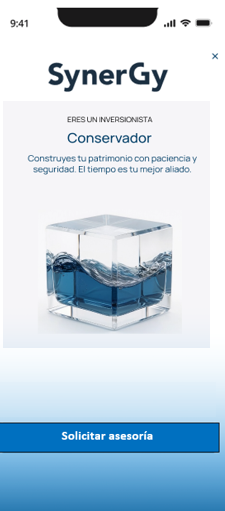 9:41
×
SynerGy
ERES UN INVERSIONISTA
Conservador
Construyes tu patrimonio con paciencia y
seguridad. El tiempo es tu mejor aliado.
Solicitar asesoría